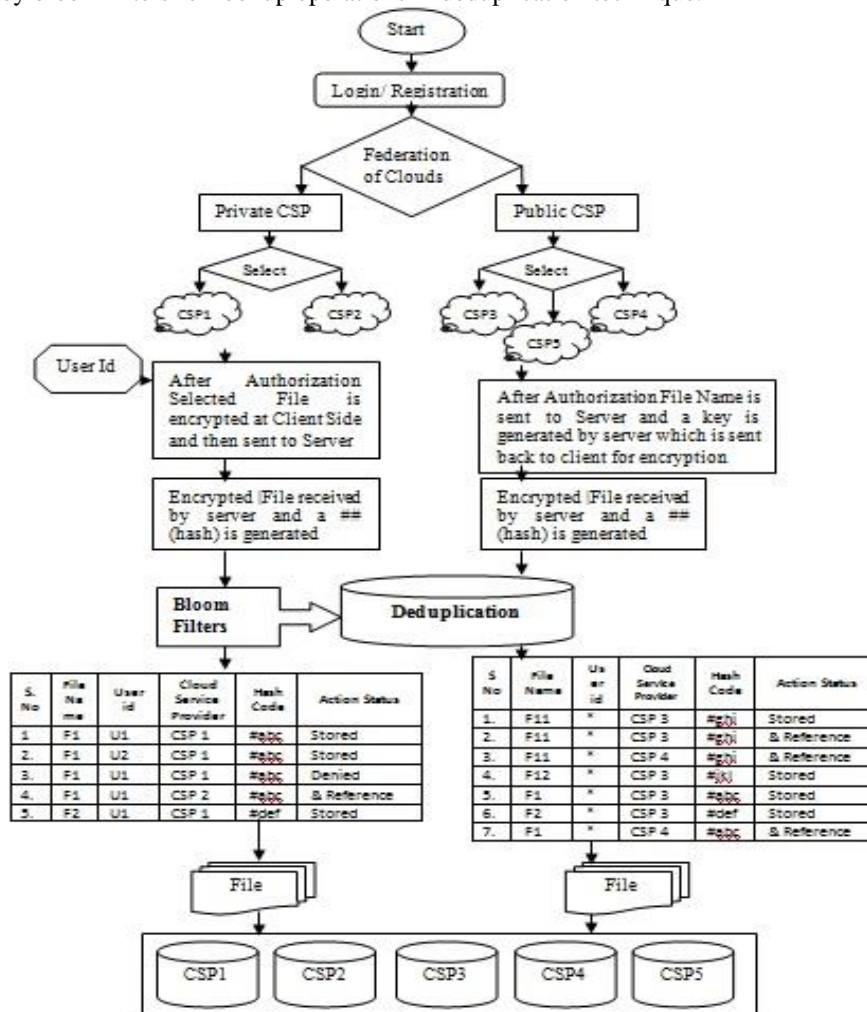 Start
Login/ Registration
Federation
of Clouds
Private CSP
Public CSP
Select
Select
CSP1
CSP2
CSP3
CSP4
CSP5
User Id
After Authorization
Selected File is
encrypted at Client Side
and then sent to Server
After Authorization File Name is
sent to Server and a key is
generated by server which is sent
back to client for encryption
Encrypted |File received
by server and a ##
(hash) is generated
Encrypted |File received
by server and a ##
(hash) is generated
Bloom
Filters
Deduplication
S. No File Na me User id Cloud Service Provider Hash Code Action Status
1 F1 U1 CSP 1 #abc Stored
2. F1 U2 CSP 1 #abc Stored
3. F1 U1 CSP 1 #abc Denied
4. F1 U1 CSP 2 #abc & Reference
5. F2 U1 CSP 1 #def Stored
S No File Name Us er id Cloud Service Provider Hash Code Action Status
1. F11 * CSP 3 #ghi Stored
2. F11 * CSP 3 #ghi & Reference
3. F11 * CSP 4 #ghi & Reference
4. F12 * CSP 3 #jkl Stored
5. F1 * CSP 3 #abc Stored
6. F2 * CSP 3 #def Stored
7. F1 * CSP 4 #abc & Reference
File
File
CSP1
CSP2
CSP3
CSP4
CSP5